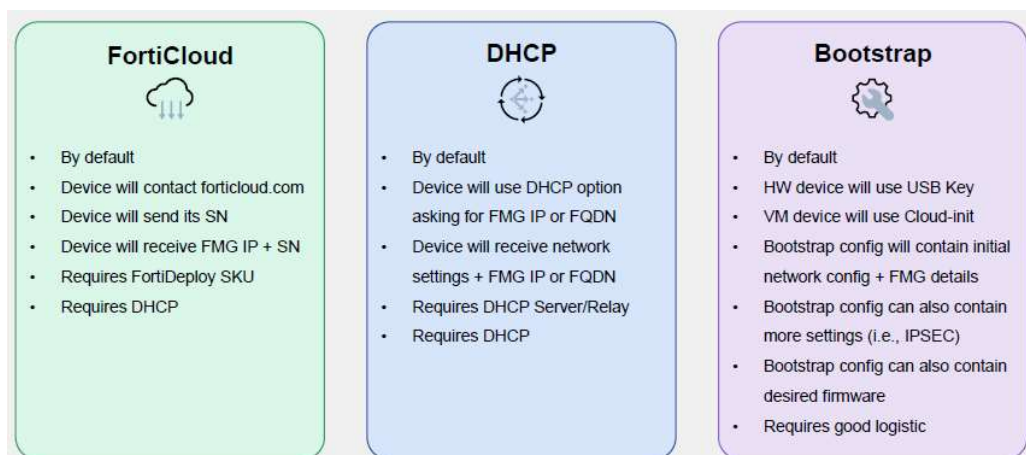 FortiCloud
• By default
• Device will contact forticloud.com
• Device will send its SN
• Device will receive FMG IP + SN
• Requires FortiDeploy SKU
• Requires DHCP
DHCP
• By default
• Device will use DHCP option
asking for FMG IP or FQDN
• Device will receive network
settings + FMG IP or FQDN
• Requires DHCP Server/Relay
• Requires DHCP
Bootstrap
• By default
• HW device will use USB Key
• VM device will use Cloud-init
• Bootstrap config will contain initial
network config + FMG details
• Bootstrap config can also contain
more settings (i.e., IPSEC)
• Bootstrap config can also contain
desired firmware
• Requires good logistic